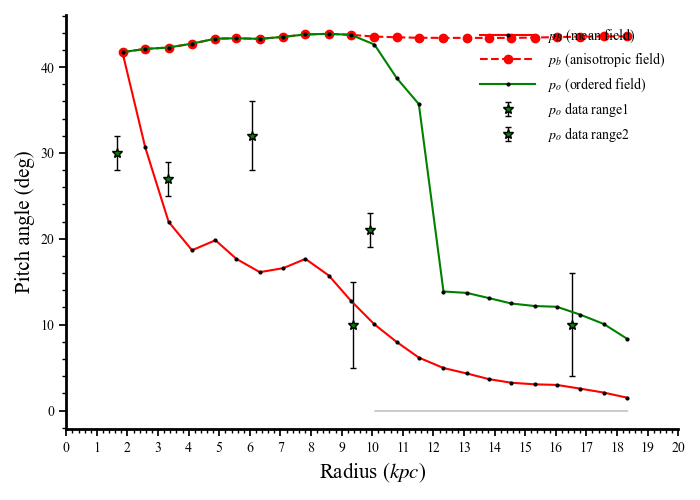 p_B (mean field)
p_b (anisotropic field)
p_o (ordered field)
p_o data range1
p_o data range2
Pitch angle (deg)
40
30
20
10
0
0 1 2 3 4 5 6 7 8 9 10 11 12 13 14 15 16 17 18 19 20
Radius (kpc)